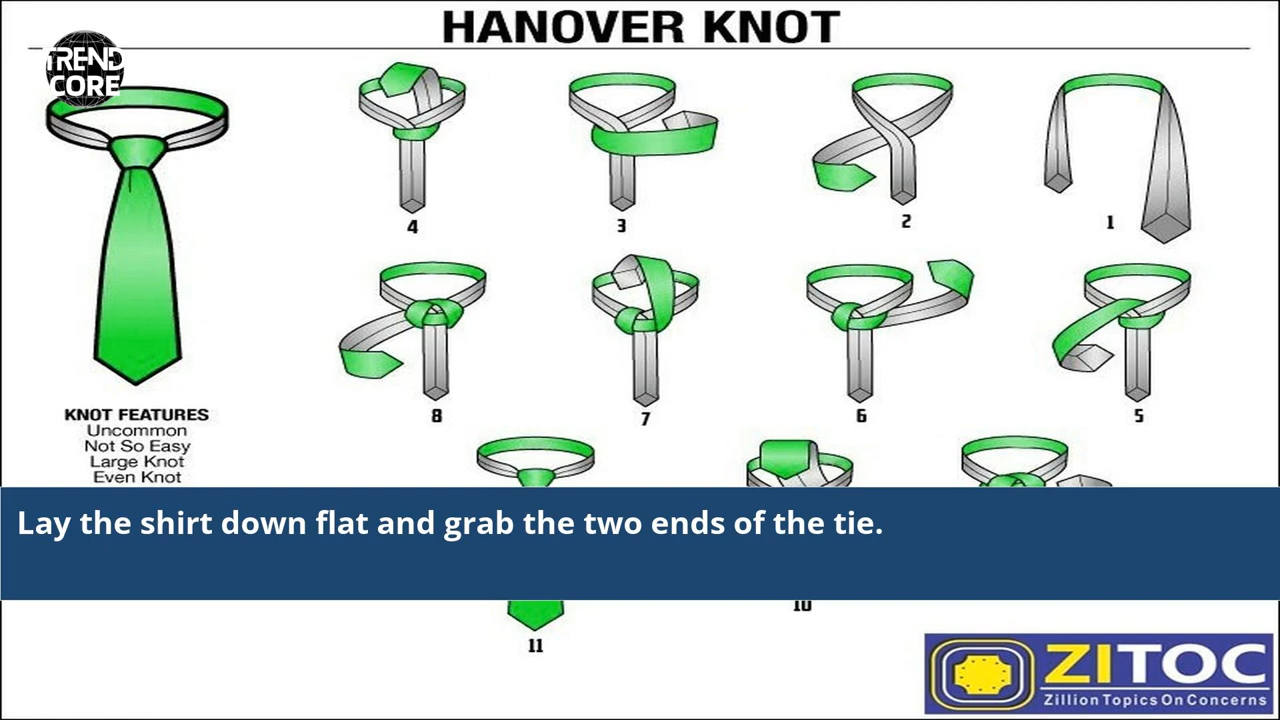 HANOVER KNOT
TREND
CORE
4
3
2
1
8
7
6
5
KNOT FEATURES
Uncommon
Not So Easy
Large Knot
Even Knot
Lay the shirt down flat and grab the two ends of the tie.
10
11
ZITOC
Zillion Topics On Concerns